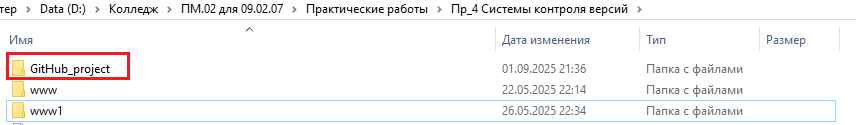 тер > Data (D:) > Колледж > ПМ.02 для 09.02.07 > Практические работы > Пр_4 Системы контроля версий >
Имя Дата изменения Тип Размер
GitHub_project 01.09.2025 21:36 Папка с файлами
www 22.05.2025 22:14 Папка с файлами
www1 26.05.2025 22:34 Папка с файлами